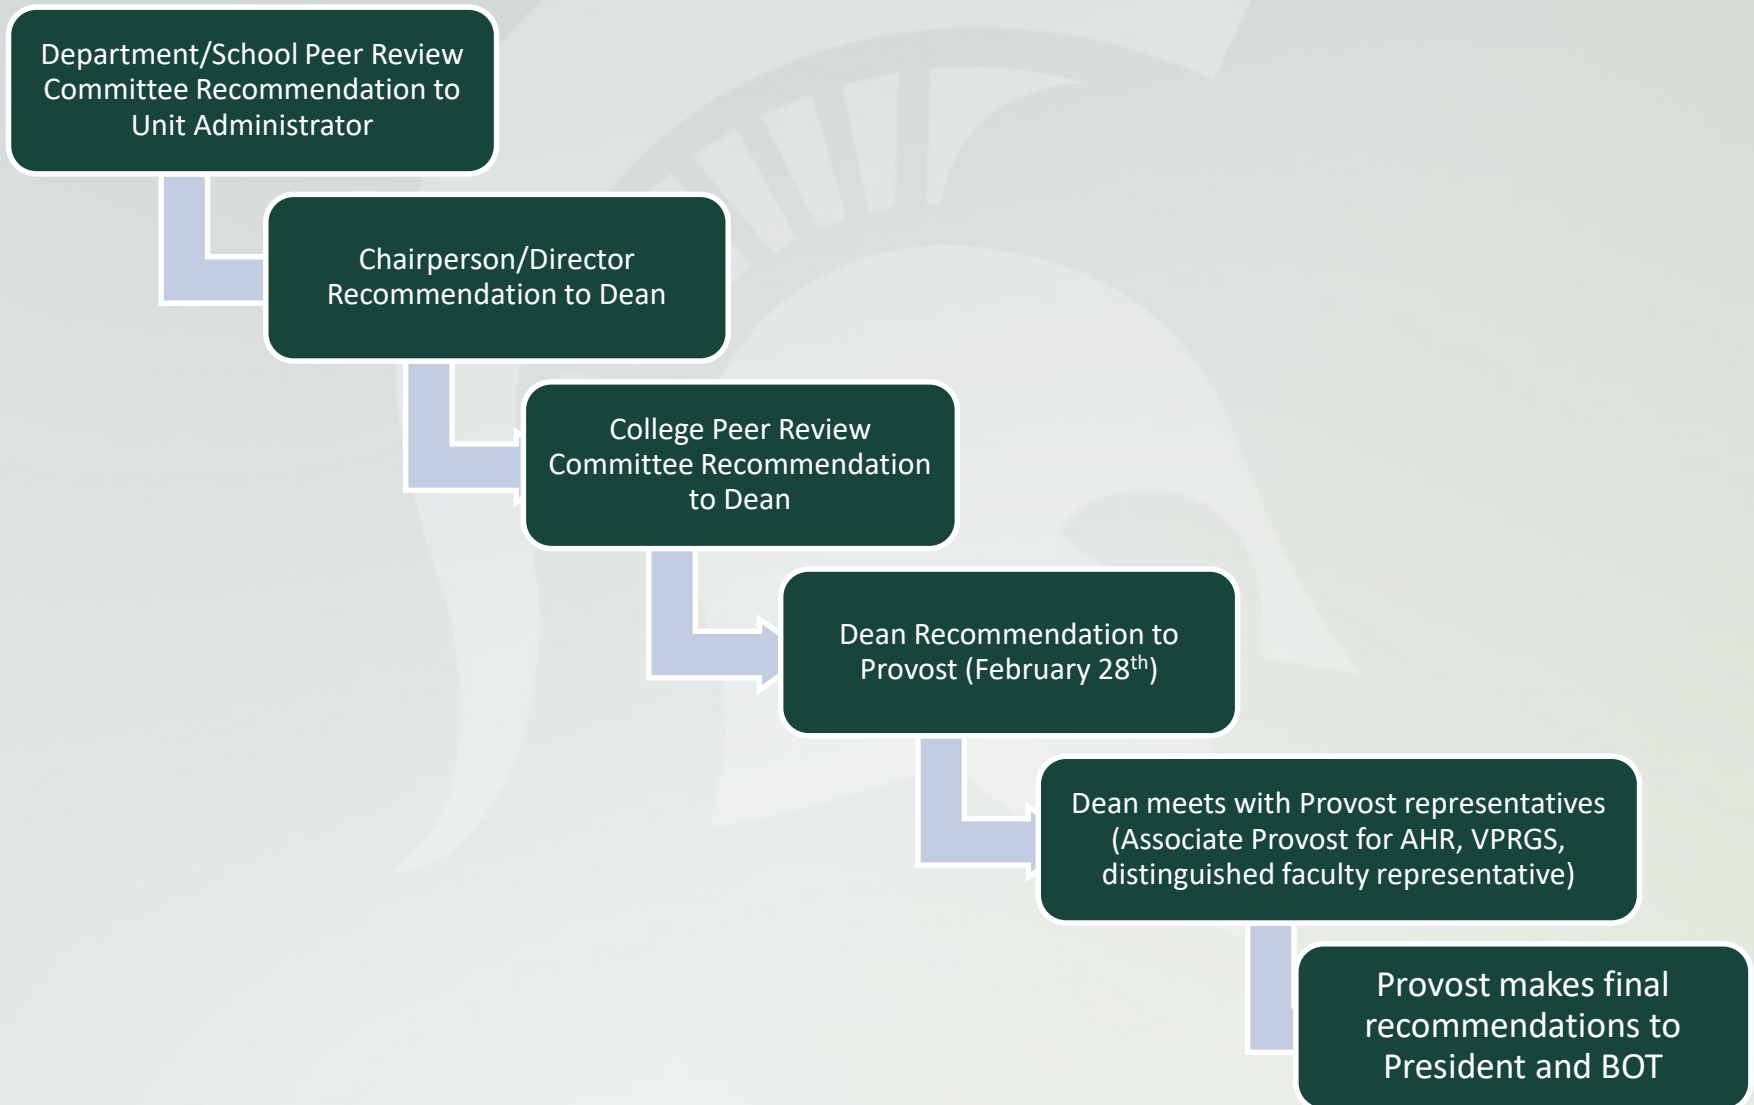 Department/School Peer Review
Committee Recommendation to
Unit Administrator
Chairperson/Director
Recommendation to Dean
College Peer Review
Committee Recommendation
to Dean
Dean Recommendation to
Provost (February 28th)
Dean meets with Provost representatives
(Associate Provost for AHR, VPRGS,
distinguished faculty representative)
Provost makes final
recommendations to
President and BOT